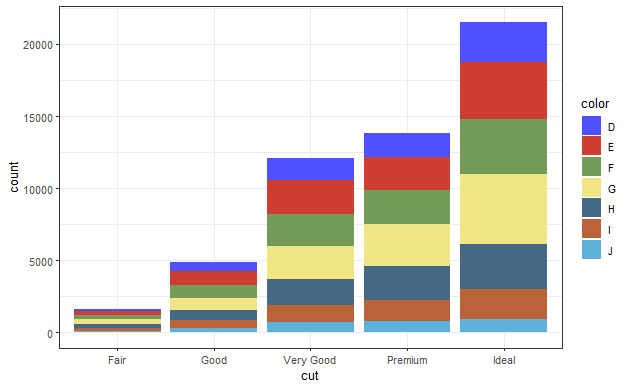 20000
15000
10000
5000
0
count
Fair Good Very Good Premium Ideal
cut
color
D
E
F
G
H
I
J